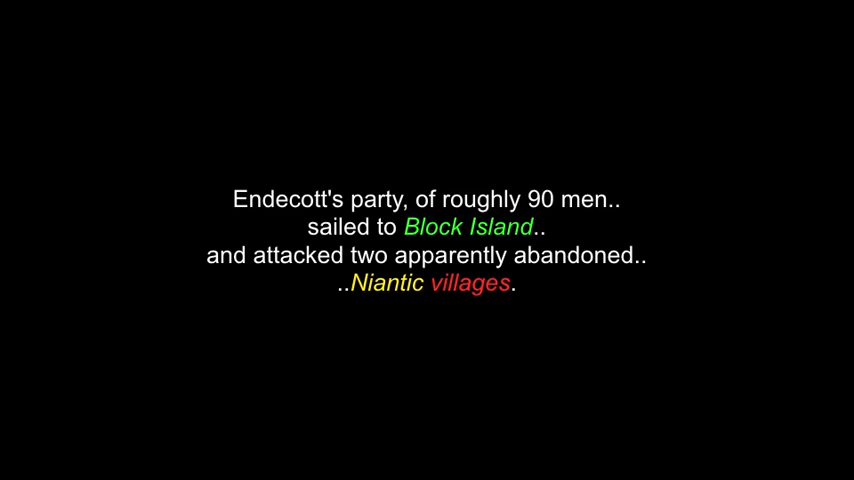 Endecott's party, of roughly 90 men..
sailed to Block Island..
and attacked two apparently abandoned..
..Niantic villages.